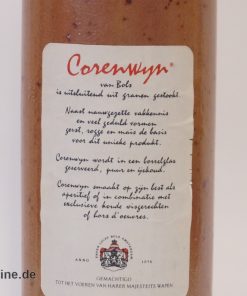 Corenwyn®
van Bols
is uitsluitend uit granen gestookt.
Naast nauwgezette vakkennis
en veel geduld vormen
gerst, rogge en mais de basis
voor dit unieke produkt.
Corenwyn wordt in een borrelglas
geserveerd, puur en ijskoud.
Corenwyn smaakt op zijn best als
aperitief of in combinatie met
exclusieve koude visgerechten
of hors d'oeuvres.
ANNO 1575
GEMACHTIGD
TOT HET VOEREN VAN HARER MAJESTEITS WAPEN
ine.de